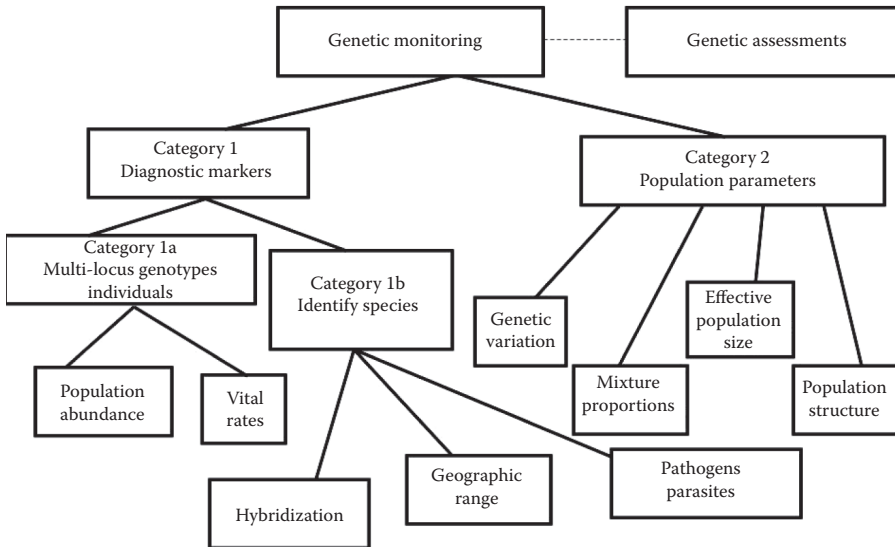 Genetic monitoring
Genetic assessments
Category 1
Diagnostic markers
Category 2
Population parameters
Category 1a
Multi-locus genotypes
individuals
Category 1b
Identify species
Genetic
variation
Effective
population
size
Population
abundance
Vital
rates
Mixture
proportions
Population
structure
Hybridization
Geographic
range
Pathogens
parasites